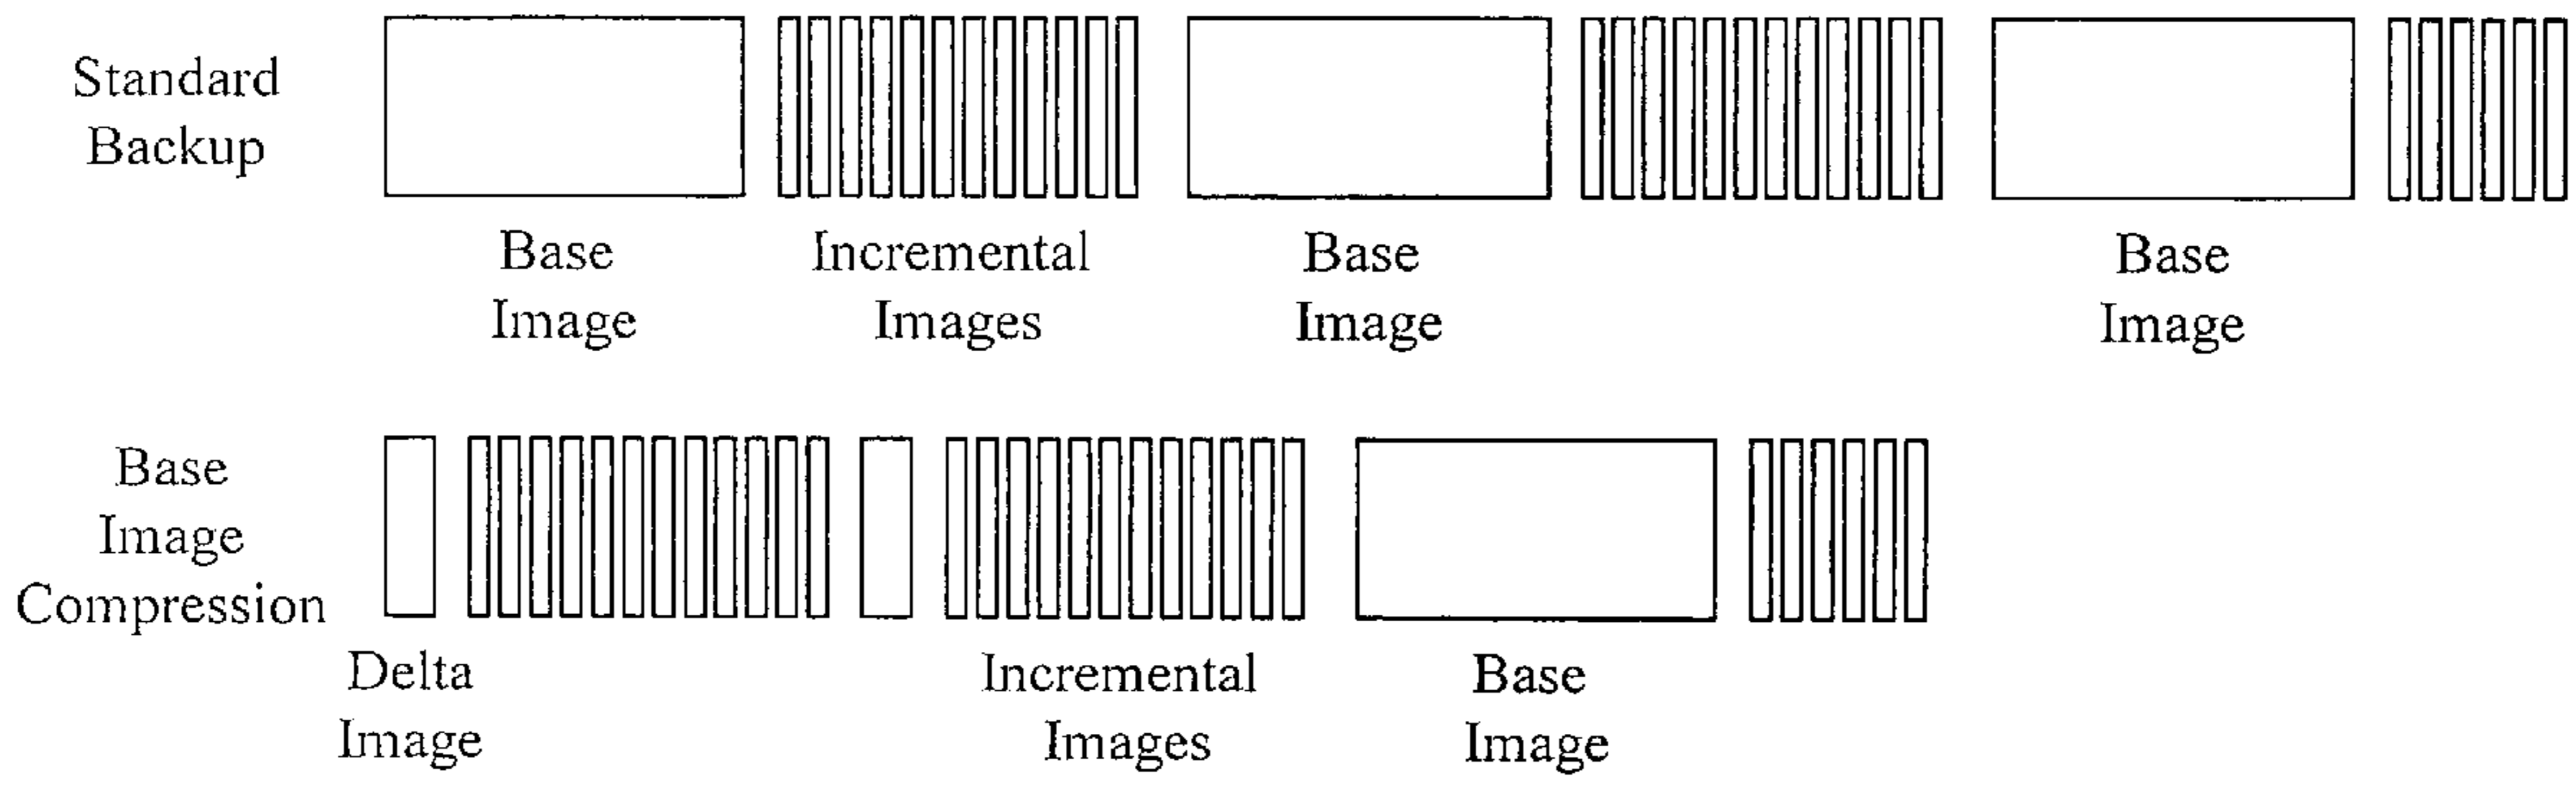 Standard
Backup
Base
Image
Incremental
Images
Base
Image
Base
Image
Base
Image
Compression
Delta
Image
Incremental
Images
Base
Image